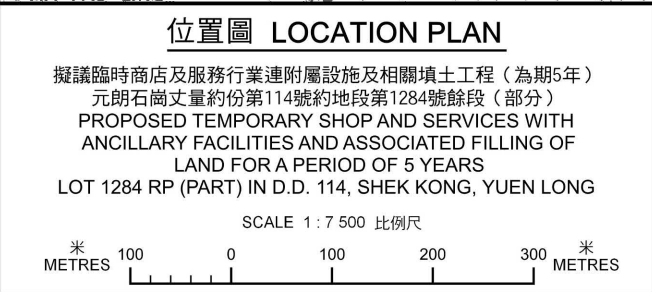 位置圖 LOCATION PLAN
擬議臨時商店及服務行業連附屬設施及相關填土工程（為期5年）
元朗石崗丈量約份第114號約地段第1284號餘段（部分）
PROPOSED TEMPORARY SHOP AND SERVICES WITH
ANCILLARY FACILITIES AND ASSOCIATED FILLING OF
LAND FOR A PERIOD OF 5 YEARS
LOT 1284 RP (PART) IN D.D. 114, SHEK KONG, YUEN LONG
SCALE 1 : 7 500 比例尺
米 METRES 100 0 100 200 300 米 METRES